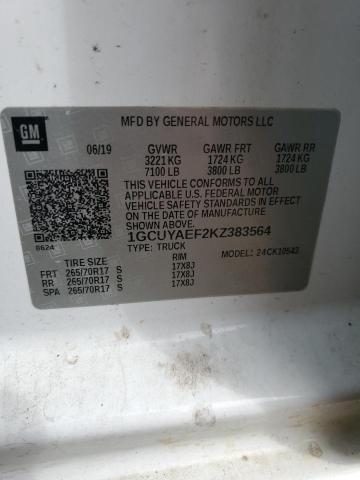 GM
MFD BY GENERAL MOTORS LLC
06/19 GVWR GAWR FRT GAWR RR
3221 KG 1724 KG 1724 KG
7100 LB 3800 LB 3800 LB
THIS VEHICLE CONFORMS TO ALL
APPLICABLE U.S. FEDERAL MOTOR
VEHICLE SAFETY STANDARDS
IN EFFECT ON THE DATE OF MANUFACTURE
SHOWN ABOVE.
1GCUYAEF2KZ383564
8624 TYPE: TRUCK MODEL: 24CK10543
TIRE SIZE RIM
FRT 265/70R17 S 17X8J
RR 265/70R17 S 17X8J
SPA 265/70R17 S 17X8J